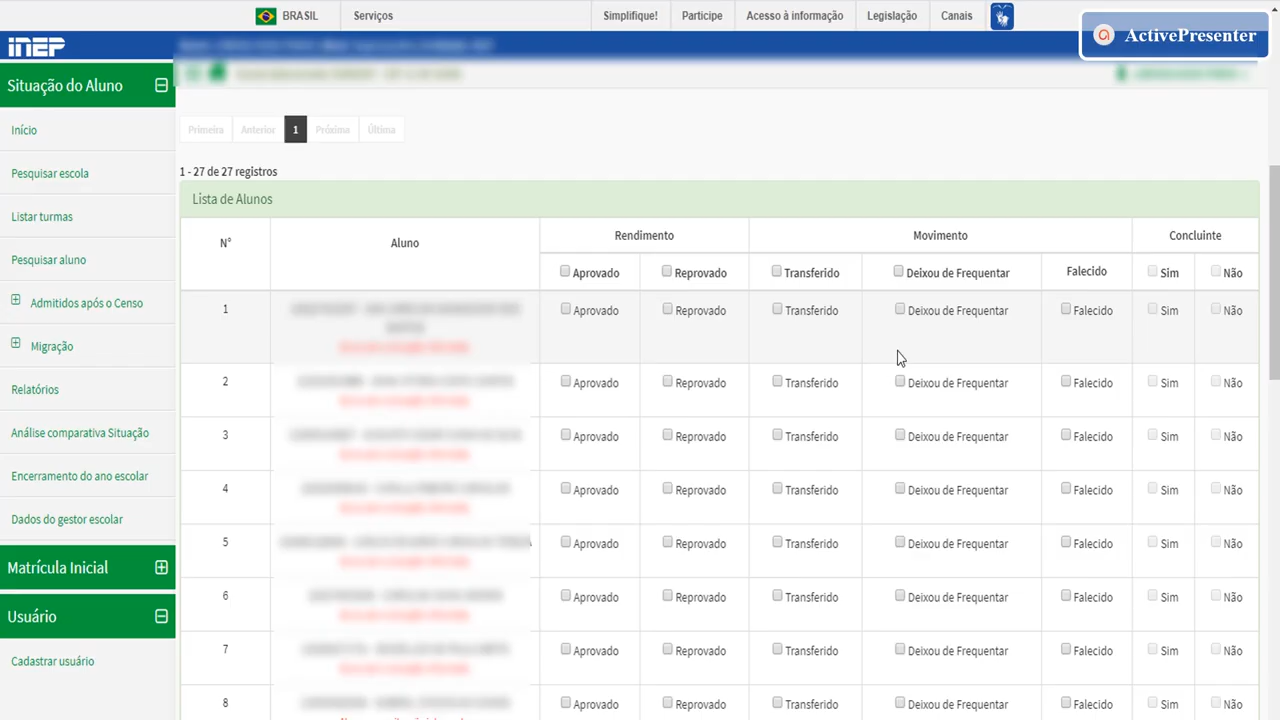 BRASIL Serviços Simplifique! Participe Acesso à informação Legislação Canais
ActivePresenter
INEP
Situação do Aluno
Início
Pesquisar escola
Listar turmas
Pesquisar aluno
Admitidos após o Censo
Migração
Relatórios
Análise comparativa Situação
Encerramento do ano escolar
Dados do gestor escolar
Matrícula Inicial
Usuário
Cadastrar usuário
Primeira Anterior 1 Próxima Última
1 - 27 de 27 registros
Lista de Alunos
N° Aluno Rendimento Movimento Concluinte
Aprovado Reprovado Transferido Deixou de Frequentar Falecido Sim Não
1 Aprovado Reprovado Transferido Deixou de Frequentar Falecido Sim Não
2 Aprovado Reprovado Transferido Deixou de Frequentar Falecido Sim Não
3 Aprovado Reprovado Transferido Deixou de Frequentar Falecido Sim Não
4 Aprovado Reprovado Transferido Deixou de Frequentar Falecido Sim Não
5 Aprovado Reprovado Transferido Deixou de Frequentar Falecido Sim Não
6 Aprovado Reprovado Transferido Deixou de Frequentar Falecido Sim Não
7 Aprovado Reprovado Transferido Deixou de Frequentar Falecido Sim Não
8 Aprovado Reprovado Transferido Deixou de Frequentar Falecido Sim Não